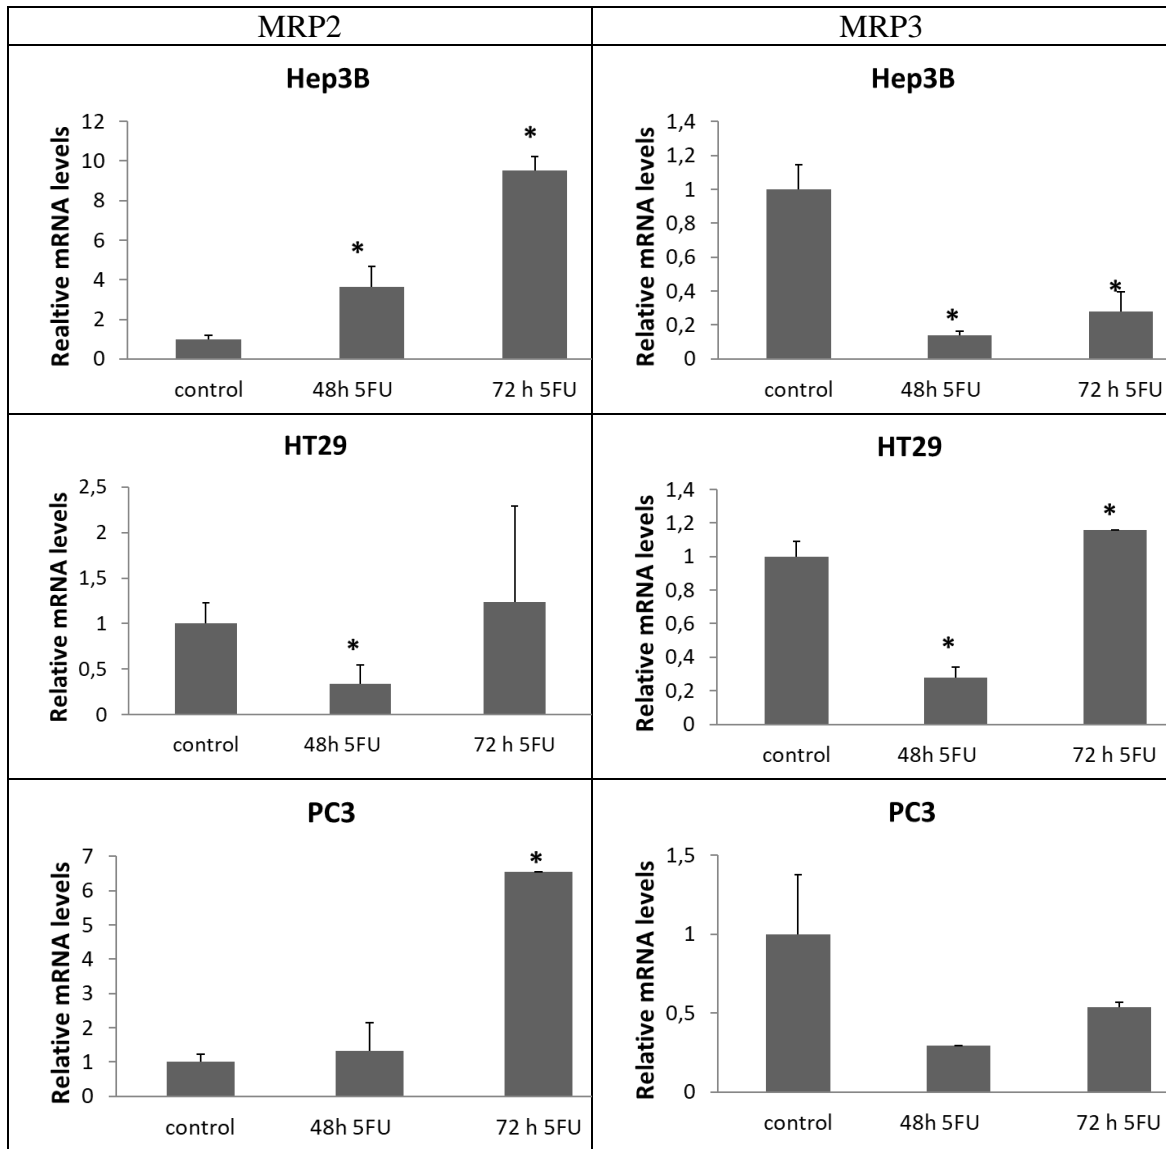 MRP2
MRP3
Hep3B
Realtive mRNA levels
12
10
8
6
4
2
0
*
*
control
48h 5FU
72 h 5FU
Hep3B
Relative mRNA levels
1,4
1,2
1
0,8
0,6
0,4
0,2
0
*
*
control
48h 5FU
72 h 5FU
HT29
Relative mRNA levels
2,5
2
1,5
1
0,5
0
*
control
48h 5FU
72 h 5FU
HT29
Relative mRNA levels
1,4
1,2
1
0,8
0,6
0,4
0,2
0
*
*
control
48h 5FU
72 h 5FU
PC3
Relative mRNA levels
7
6
5
4
3
2
1
0
*
control
48h 5FU
72 h 5FU
PC3
Relative mRNA levels
1,5
1
0,5
0
control
48h 5FU
72 h 5FU